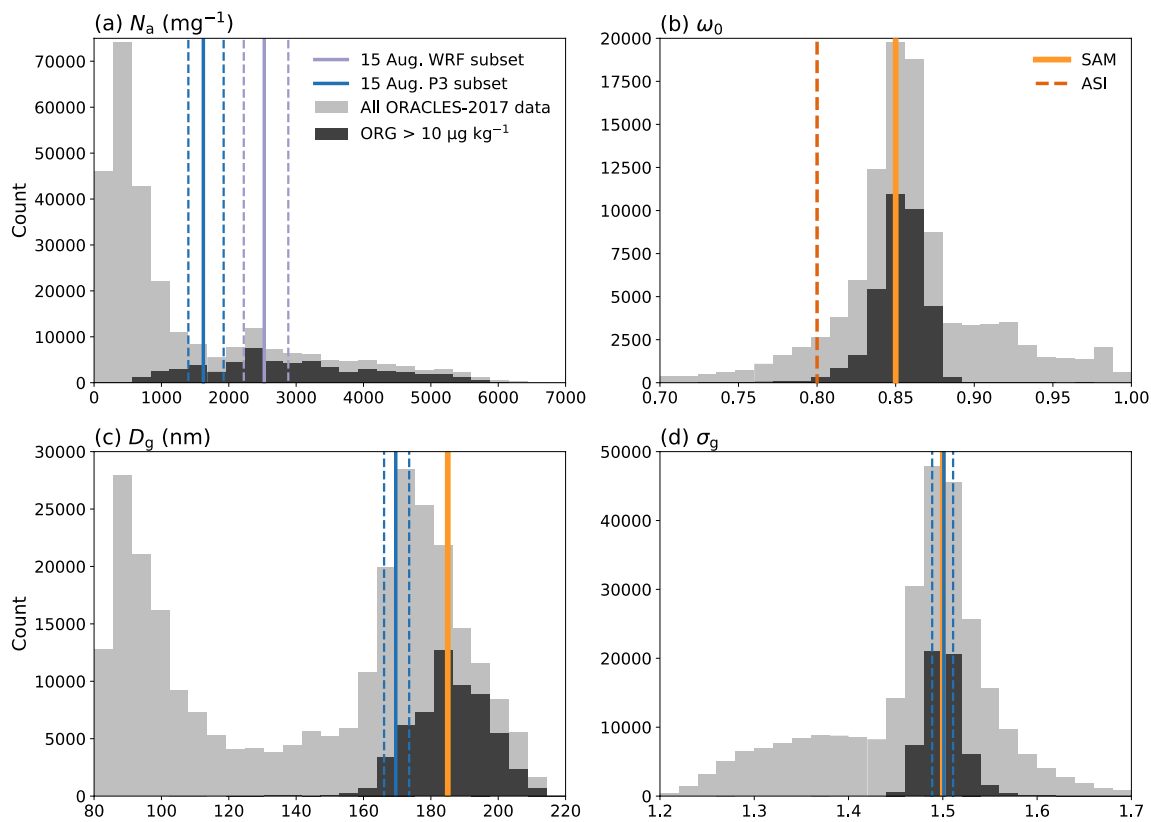 (a) Nₐ (mg⁻¹)
70000
60000
50000
40000
30000
20000
10000
0
Count
0 1000 2000 3000 4000 5000 6000 7000
15 Aug. WRF subset
15 Aug. P3 subset
All ORACLES-2017 data
ORG > 10 μg kg⁻¹
(b) ω₀
20000
17500
15000
12500
10000
7500
5000
2500
0
0.70 0.75 0.80 0.85 0.90 0.95 1.00
SAM
ASI
(c) D_g (nm)
30000
25000
20000
15000
10000
5000
0
Count
80 100 120 140 160 180 200 220
(d) σ_g
50000
40000
30000
20000
10000
0
1.2 1.3 1.4 1.5 1.6 1.7